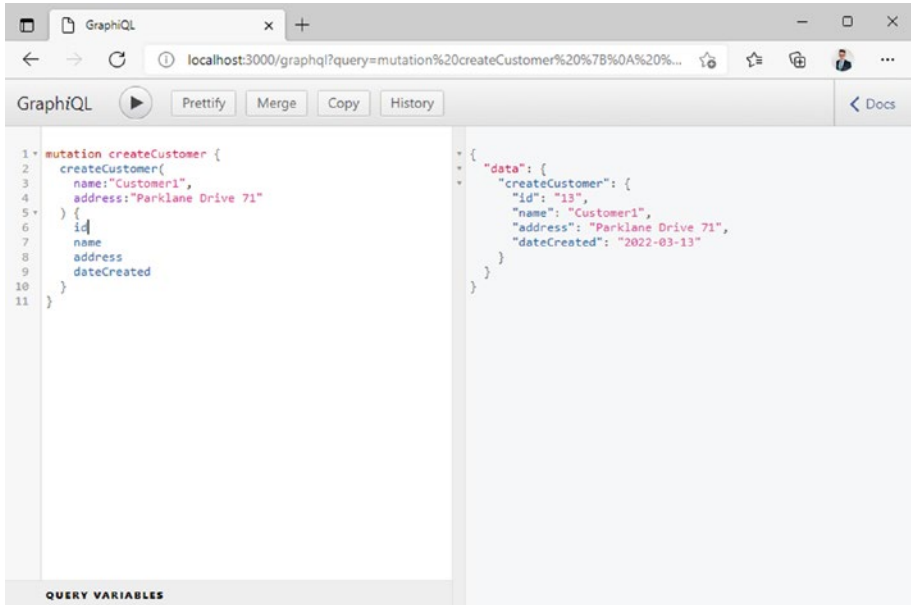 GraphiQL
localhost:3000/graphql?query=mutation%20createCustomer%20%7B%0A%20%...
GraphiQL Prettify Merge Copy History Docs
1 mutation createCustomer {
2 createCustomer(
3 name:"Customer1",
4 address:"Parklane Drive 71"
5 ) {
6 id
7 name
8 address
9 dateCreated
10 }
11 }
{
"data": {
"createCustomer": {
"id": "13",
"name": "Customer1",
"address": "Parklane Drive 71",
"dateCreated": "2022-03-13"
}
}
}
QUERY VARIABLES